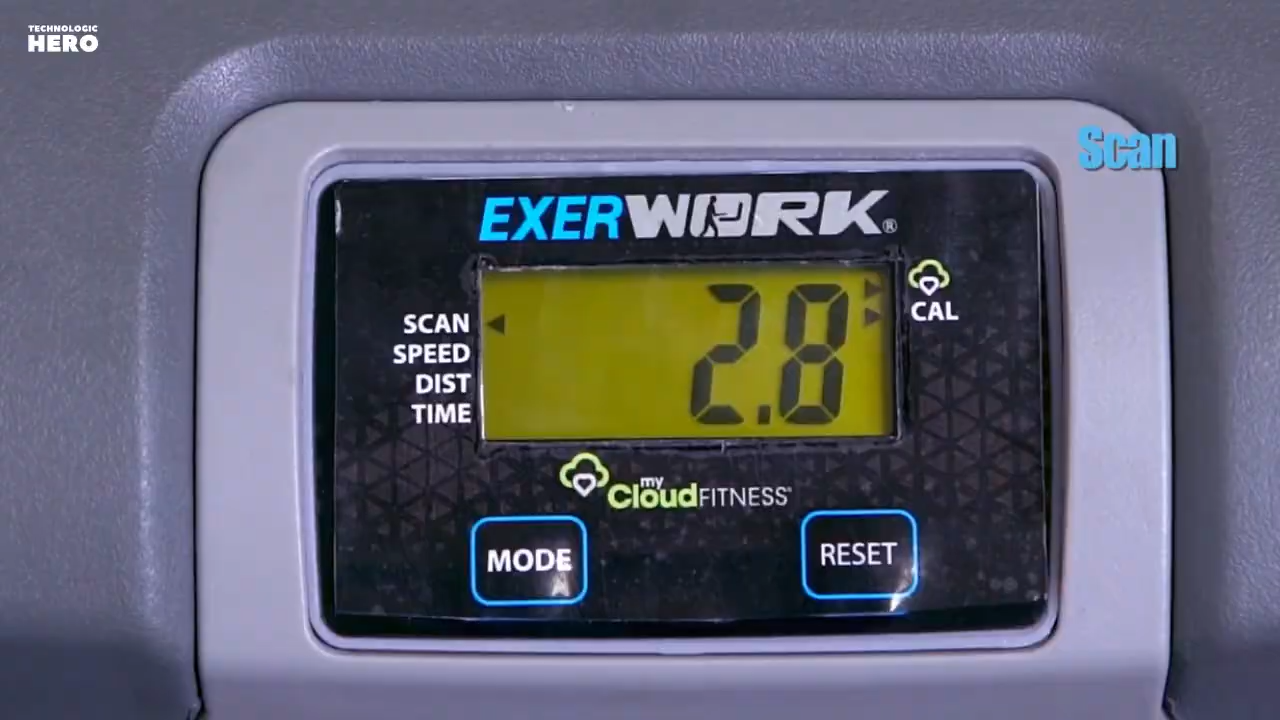 TECHNOLOGIC
HERO
Scan
EXERWORK®
SCAN
SPEED
DIST
TIME
2.8
CAL
my
CloudFITNESS
MODE
RESET